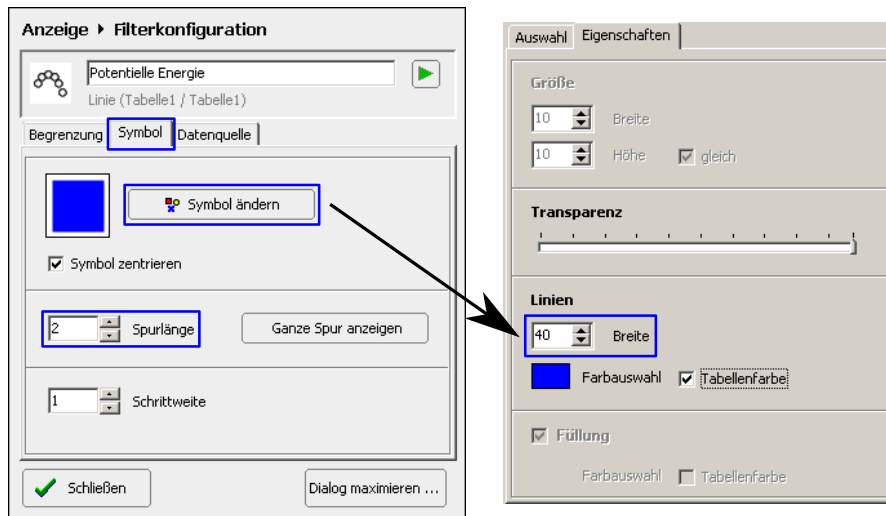 Anzeige ▸ Filterkonfiguration
Potentielle Energie
Linie (Tabelle1 / Tabelle1)
Begrenzung Symbol Datenquelle
Symbol ändern
Symbol zentrieren
2 Spurlänge Ganze Spur anzeigen
1 Schrittweite
Schließen Dialog maximieren ...
Auswahl Eigenschaften
Größe
10 Breite
10 Höhe gleich
Transparenz
Linien
40 Breite
Farbauswahl Tabellenfarbe
Füllung
Farbauswahl Tabellenfarbe